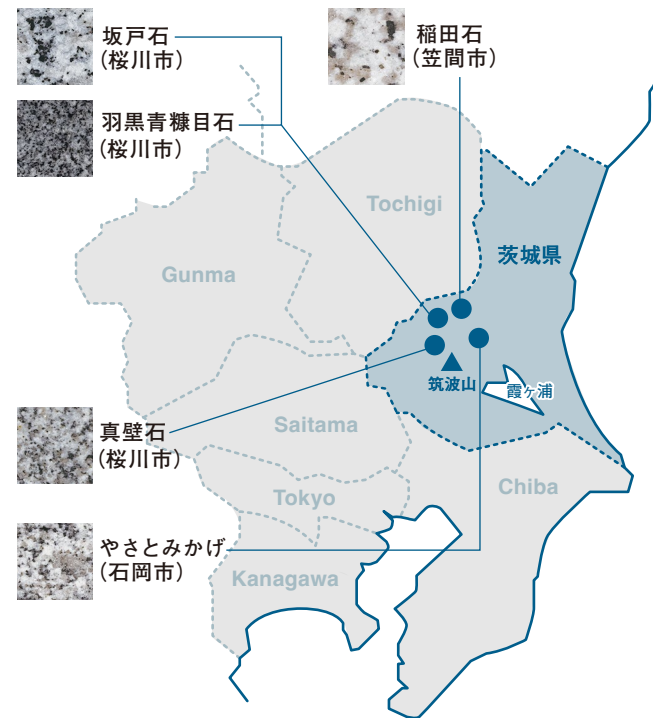 坂戸石
(桜川市)
稲田石
(笠間市)
羽黒青糠目石
(桜川市)
Tochigi
茨城県
Gunma
筑波山
霞ヶ浦
真壁石
(桜川市)
Saitama
Chiba
Tokyo
やさとみかげ
(石岡市)
Kanagawa